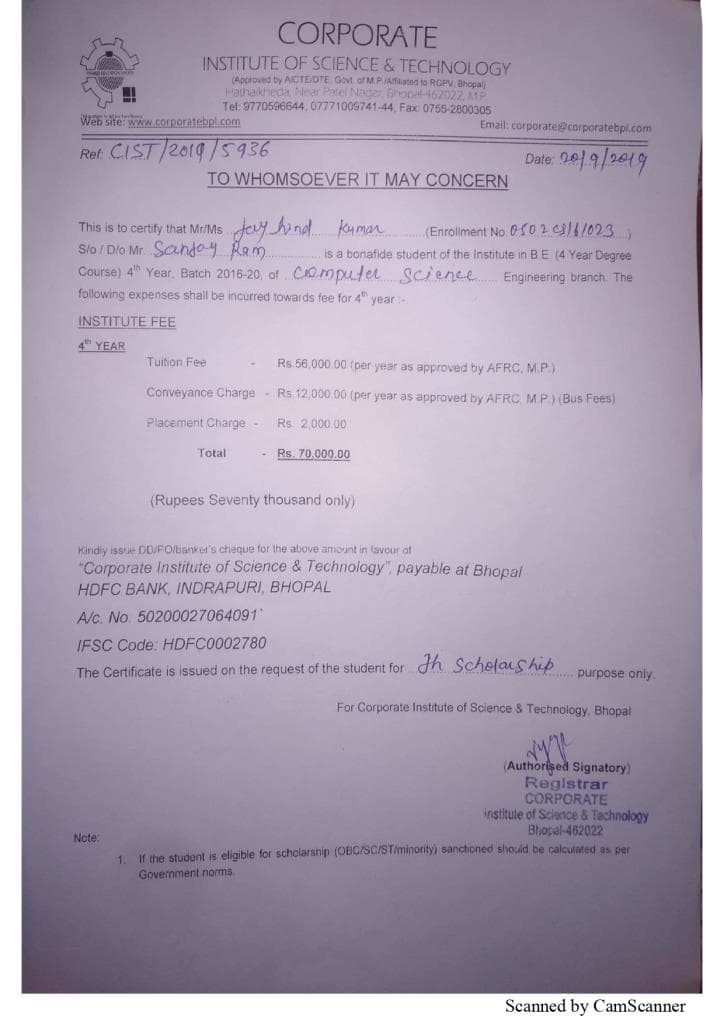 CORPORATE
INSTITUTE OF SCIENCE & TECHNOLOGY
(Approved by AICTE/DTE, Govt. of M.P./Affiliated to RGPV, Bhopal)
Hathaikheda, Near Patel Nagar, Bhopal-462022, M.P.
Tel: 9770596644, 07771009741-44, Fax: 0755-2800305
Web site: www.corporatebpl.com
Email: corporate@corporatebpl.com
Ref: CIST/2019/5936
Date: 20/9/2019
TO WHOMSOEVER IT MAY CONCERN
This is to certify that Mr/Ms Jay hind Kumar (Enrollment No 0502CS161023)
S/o / D/o Mr. Sanjay Ram is a bonafide student of the Institute in B.E. (4 Year Degree
Course) 4th Year, Batch 2016-20, of Computer Science Engineering branch. The
following expenses shall be incurred towards fee for 4th year :-
INSTITUTE FEE
4th YEAR
Tuition Fee - Rs.56,000.00 (per year as approved by AFRC, M.P.)
Conveyance Charge - Rs.12,000.00 (per year as approved by AFRC, M.P.) (Bus Fees)
Placement Charge - Rs. 2,000.00
Total - Rs. 70,000.00
(Rupees Seventy thousand only)
Kindly issue DD/PO/banker's cheque for the above amount in favour of
"Corporate Institute of Science & Technology", payable at Bhopal
HDFC BANK, INDRAPURI, BHOPAL
A/c. No. 50200027064091
IFSC Code: HDFC0002780
The Certificate is issued on the request of the student for Jh Scholarship purpose only.
For Corporate Institute of Science & Technology, Bhopal
(Authorised Signatory)
Registrar
CORPORATE
Institute of Science & Technology
Bhopal-462022
Note:
1. If the student is eligible for scholarship (OBC/SC/ST/minority) sanctioned should be calculated as per
Government norms.
Scanned by CamScanner